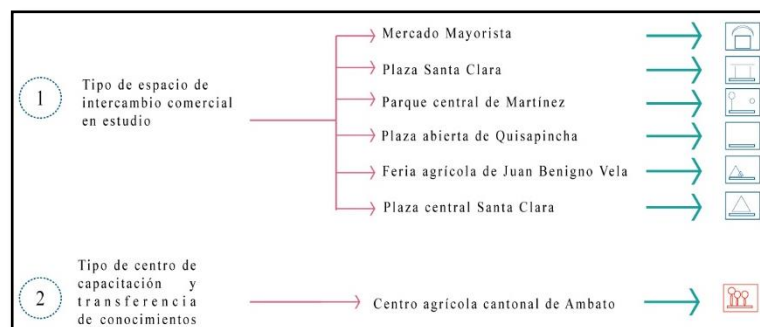 1
Tipo de espacio de
intercambio comercial
en estudio
Mercado Mayorista
Plaza Santa Clara
Parque central de Martínez
Plaza abierta de Quisapincha
Feria agrícola de Juan Benigno Vela
Plaza central Santa Clara
2
Tipo de centro de
capacitación y
transferencia
de conocimientos
Centro agrícola cantonal de Ambato